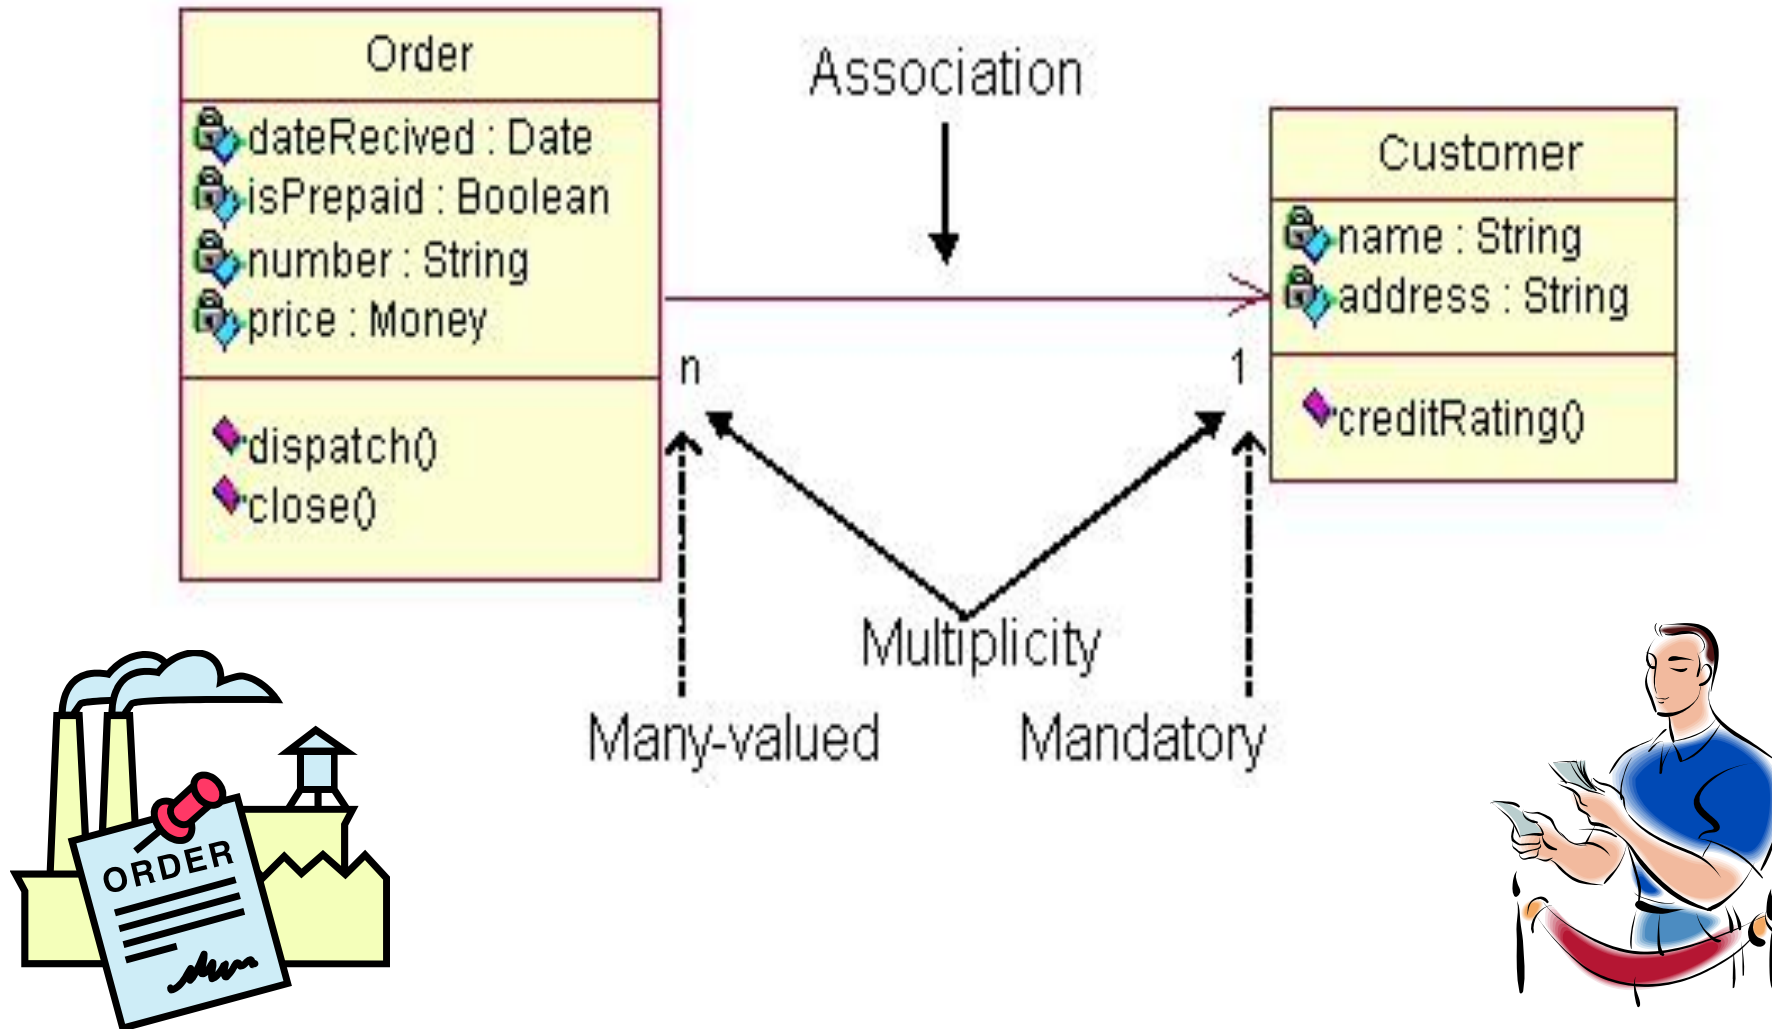 Order
dateRecived : Date
isPrepaid : Boolean
number : String
price : Money
dispatch()
close()
Association
Customer
name : String
address : String
creditRating()
n
1
Multiplicity
Many-valued
Mandatory
ORDER